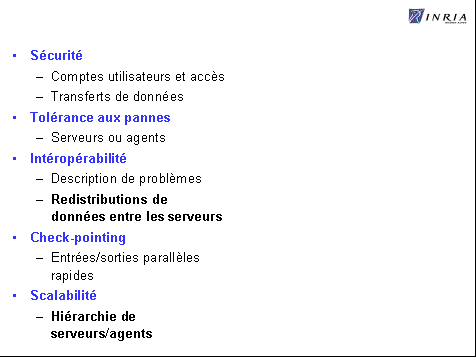 INRIA
• Sécurité
– Comptes utilisateurs et accès
– Transferts de données
• Tolérance aux pannes
– Serveurs ou agents
• Intéropérabilité
– Description de problèmes
– Redistributions de
données entre les serveurs
• Check-pointing
– Entrées/sorties parallèles
rapides
• Scalabilité
– Hiérarchie de
serveurs/agents